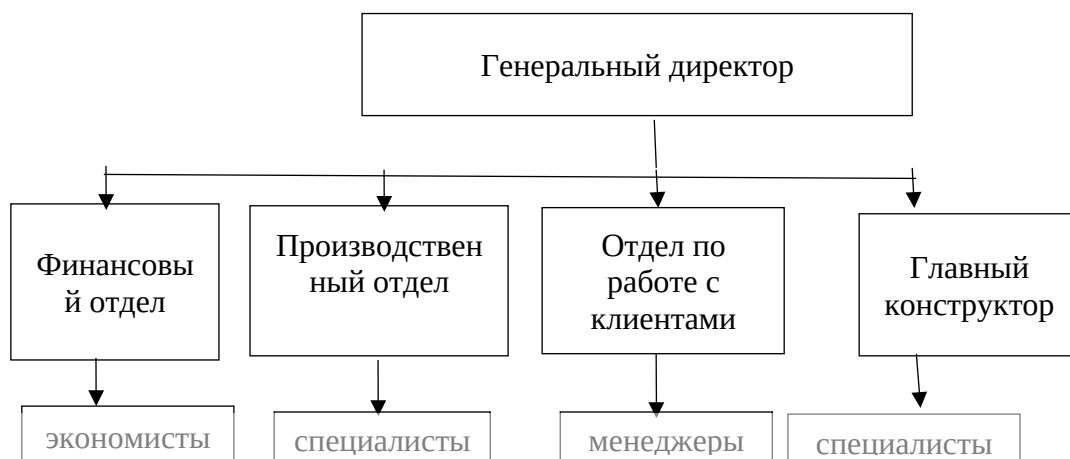 Генеральный директор
Финансовы
й отдел
Производствен
ный отдел
Отдел по
работе с
клиентами
Главный
конструктор
экономисты
специалисты
менеджеры
специалисты